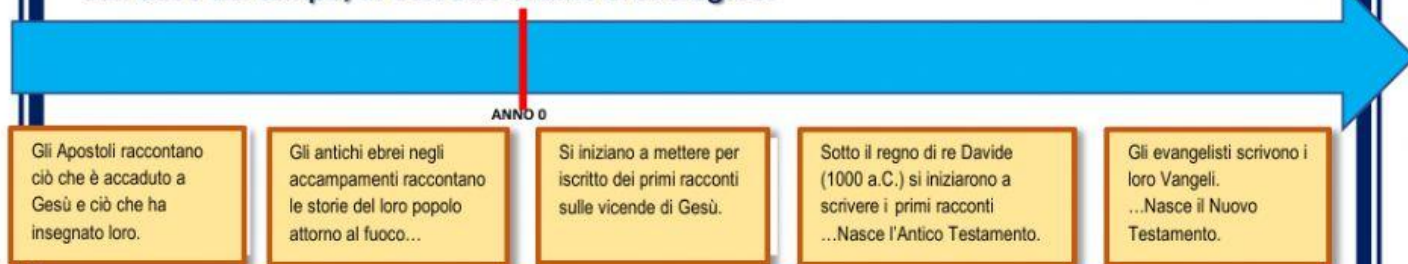 ANNO 0
Gli Apostoli raccontano
ciò che è accaduto a
Gesù e ciò che ha
insegnato loro.
Gli antichi ebrei negli
accampamenti raccontano
le storie del loro popolo
attorno al fuoco…
Si iniziano a mettere per
iscritto dei primi racconti
sulle vicende di Gesù.
Sotto il regno di re Davide
(1000 a.C.) si iniziarono a
scrivere i primi racconti
…Nasce l'Antico Testamento.
Gli evangelisti scrivono i
loro Vangeli.
…Nasce il Nuovo
Testamento.